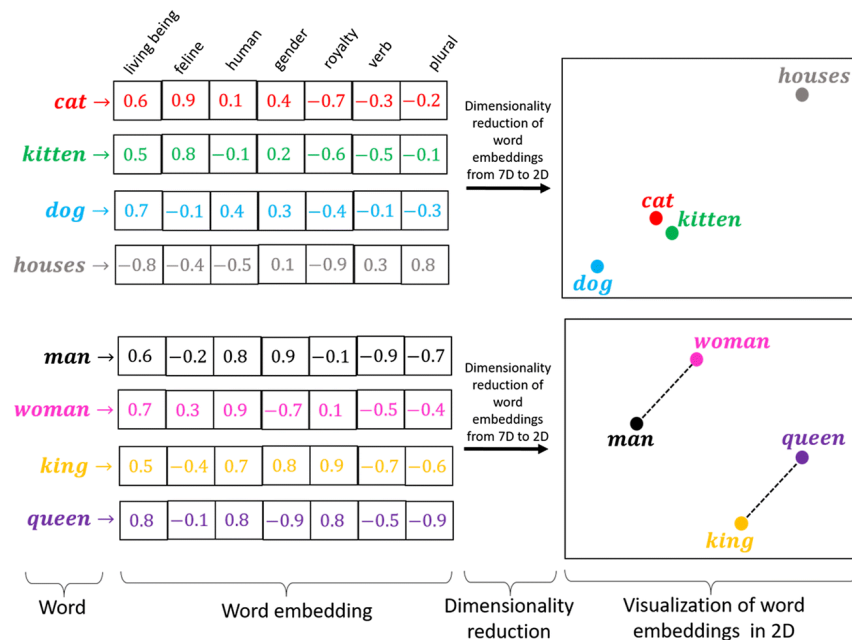 living being feline human gender royalty verb plural
cat → 0.6 0.9 0.1 0.4 −0.7 −0.3 −0.2
kitten → 0.5 0.8 −0.1 0.2 −0.6 −0.5 −0.1
dog → 0.7 −0.1 0.4 0.3 −0.4 −0.1 −0.3
houses → −0.8 −0.4 −0.5 0.1 −0.9 0.3 0.8
Dimensionality
reduction of
word
embeddings
from 7D to 2D
houses
cat
kitten
dog
man → 0.6 −0.2 0.8 0.9 −0.1 −0.9 −0.7
woman → 0.7 0.3 0.9 −0.7 0.1 −0.5 −0.4
king → 0.5 −0.4 0.7 0.8 0.9 −0.7 −0.6
queen → 0.8 −0.1 0.8 −0.9 0.8 −0.5 −0.9
Dimensionality
reduction of
word
embeddings
from 7D to 2D
woman
man
queen
king
Word
Word embedding
Dimensionality
reduction
Visualization of word
embeddings in 2D